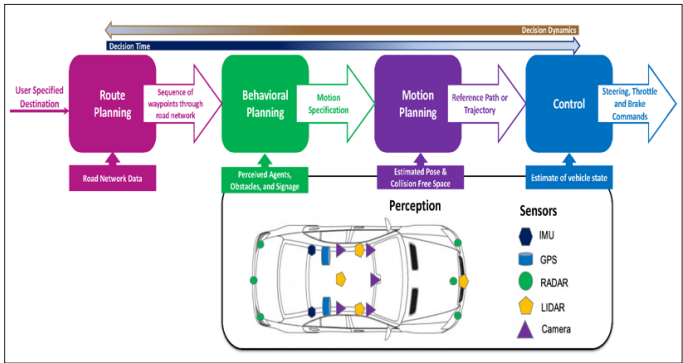 Decision Dynamics
Decision Time
User Specified
Destination
Route
Planning
Sequence of
waypoints through
road network
Behavioral
Planning
Motion
Specification
Motion
Planning
Reference Path or
Trajectory
Control
Steering, Throttle
and Brake
Commands
Road Network Data
Perceived Agents,
Obstacles, and Signage
Estimated Pose &
Collision Free Space
Estimate of vehicle state
Perception
Sensors
IMU
GPS
RADAR
LIDAR
Camera